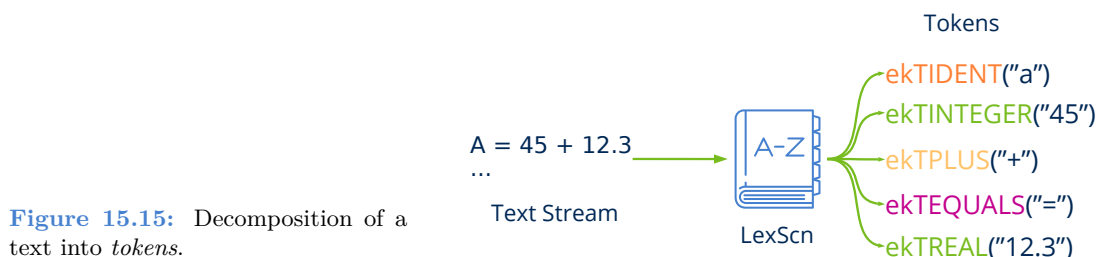 Tokens
ekTIDENT("a")
ekTINTEGER("45")
A = 45 + 12.3
...
A-Z
ekTPLUS("+")
Text Stream
LexScn
ekTEQUALS("=")
ekTREAL("12.3")
Figure 15.15: Decomposition of a
text into tokens.